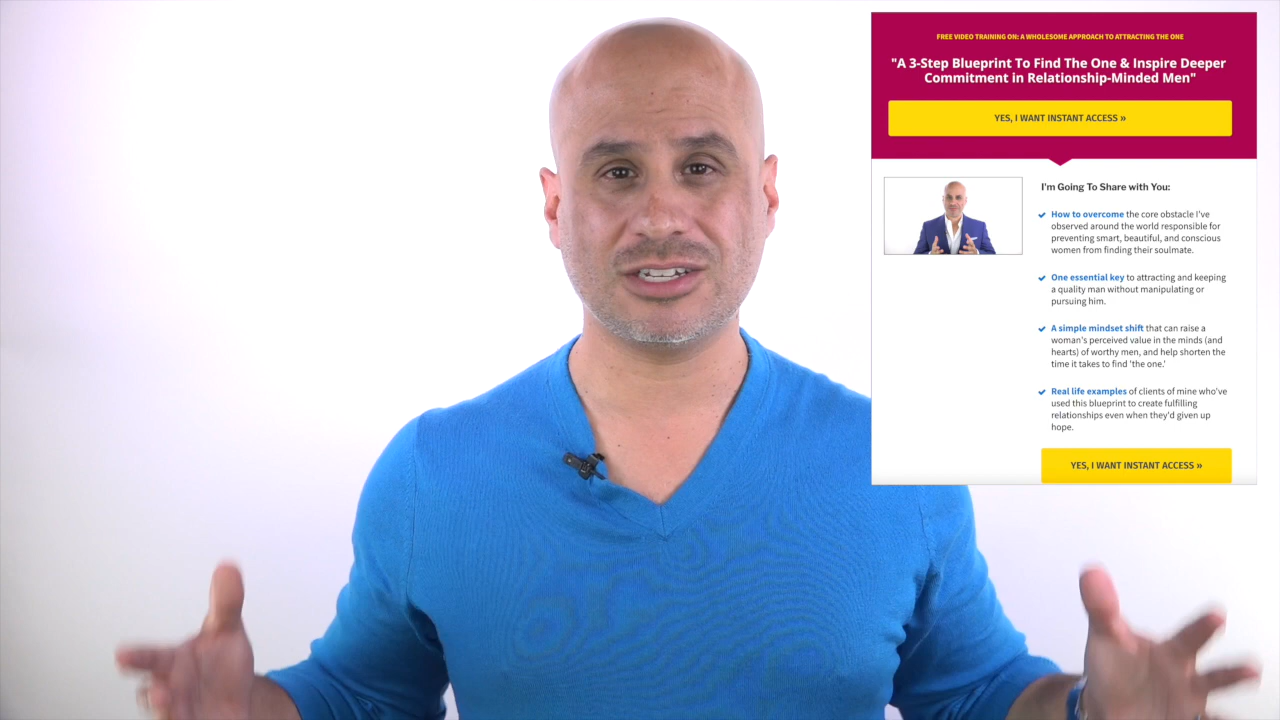 FREE VIDEO TRAINING ON: A WHOLESOME APPROACH TO ATTRACTING THE ONE
"A 3-Step Blueprint To Find The One & Inspire Deeper
Commitment in Relationship-Minded Men"
YES, I WANT INSTANT ACCESS »
I'm Going To Share with You:
How to overcome the core obstacle I've
observed around the world responsible for
preventing smart, beautiful, and conscious
women from finding their soulmate.
One essential key to attracting and keeping
a quality man without manipulating or
pursuing him.
A simple mindset shift that can raise a
woman's perceived value in the minds (and
hearts) of worthy men, and help shorten the
time it takes to find 'the one.'
Real life examples of clients of mine who've
used this blueprint to create fulfilling
relationships even when they'd given up
hope.
YES, I WANT INSTANT ACCESS »